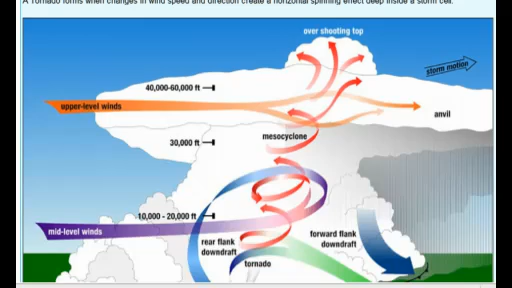 A Tornado forms when changes in wind speed and direction create a horizontal spinning effect deep inside a storm cell.
over shooting top
storm motion
40,000-60,000 ft
upper-level winds
anvil
mesocyclone
30,000 ft
10,000 - 20,000 ft
mid-level winds
rear flank
downdraft
forward flank
downdraft
tornado